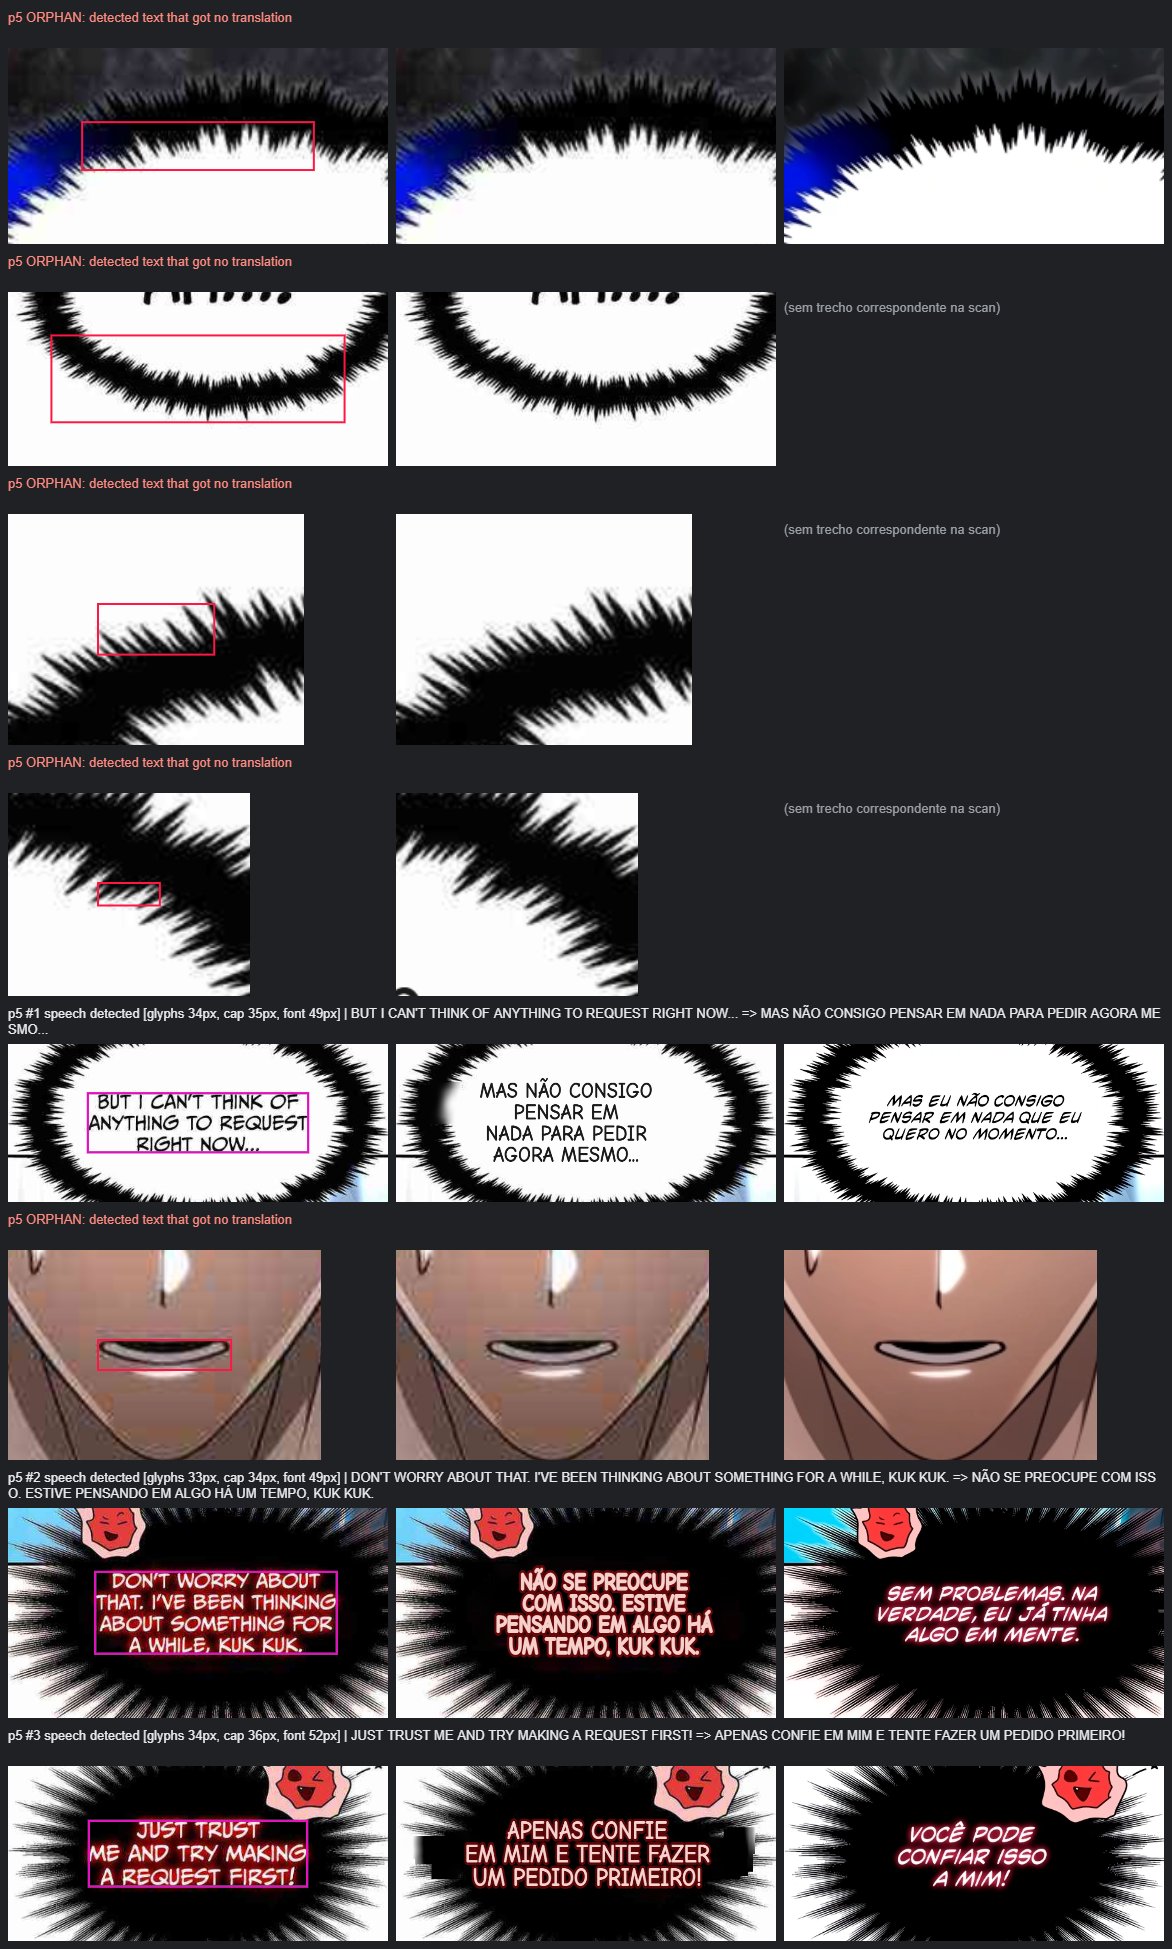 p5 ORPHAN: detected text that got no translation
p5 ORPHAN: detected text that got no translation
(sem trecho correspondente na scan)
p5 ORPHAN: detected text that got no translation
(sem trecho correspondente na scan)
p5 ORPHAN: detected text that got no translation
(sem trecho correspondente na scan)
p5 #1 speech detected [glyphs 34px, cap 35px, font 49px] | BUT I CAN'T THINK OF ANYTHING TO REQUEST RIGHT NOW... => MAS NÃO CONSIGO PENSAR EM NADA PARA PEDIR AGORA ME
SMO...
BUT I CAN'T THINK OF
ANYTHING TO REQUEST
RIGHT NOW...
MAS NÃO CONSIGO
PENSAR EM
NADA PARA PEDIR
AGORA MESMO...
MAS EU NÃO CONSIGO
PENSAR EM NADA QUE EU
QUERO NO MOMENTO...
p5 ORPHAN: detected text that got no translation
p5 #2 speech detected [glyphs 33px, cap 34px, font 49px] | DON'T WORRY ABOUT THAT. I'VE BEEN THINKING ABOUT SOMETHING FOR A WHILE, KUK KUK. => NÃO SE PREOCUPE COM ISS
O. ESTIVE PENSANDO EM ALGO HÁ UM TEMPO, KUK KUK.
DON'T WORRY ABOUT
THAT. I'VE BEEN THINKING
ABOUT SOMETHING FOR
A WHILE, KUK KUK.
NÃO SE PREOCUPE
COM ISSO. ESTIVE
PENSANDO EM ALGO HÁ
UM TEMPO, KUK KUK.
SEM PROBLEMAS. NA
VERDADE, EU JÁ TINHA
ALGO EM MENTE.
p5 #3 speech detected [glyphs 34px, cap 36px, font 52px] | JUST TRUST ME AND TRY MAKING A REQUEST FIRST! => APENAS CONFIE EM MIM E TENTE FAZER UM PEDIDO PRIMEIRO!
JUST TRUST
ME AND TRY MAKING
A REQUEST FIRST!
APENAS CONFIE
EM MIM E TENTE FAZER
UM PEDIDO PRIMEIRO!
VOCÊ PODE
CONFIAR ISSO
A MIM!